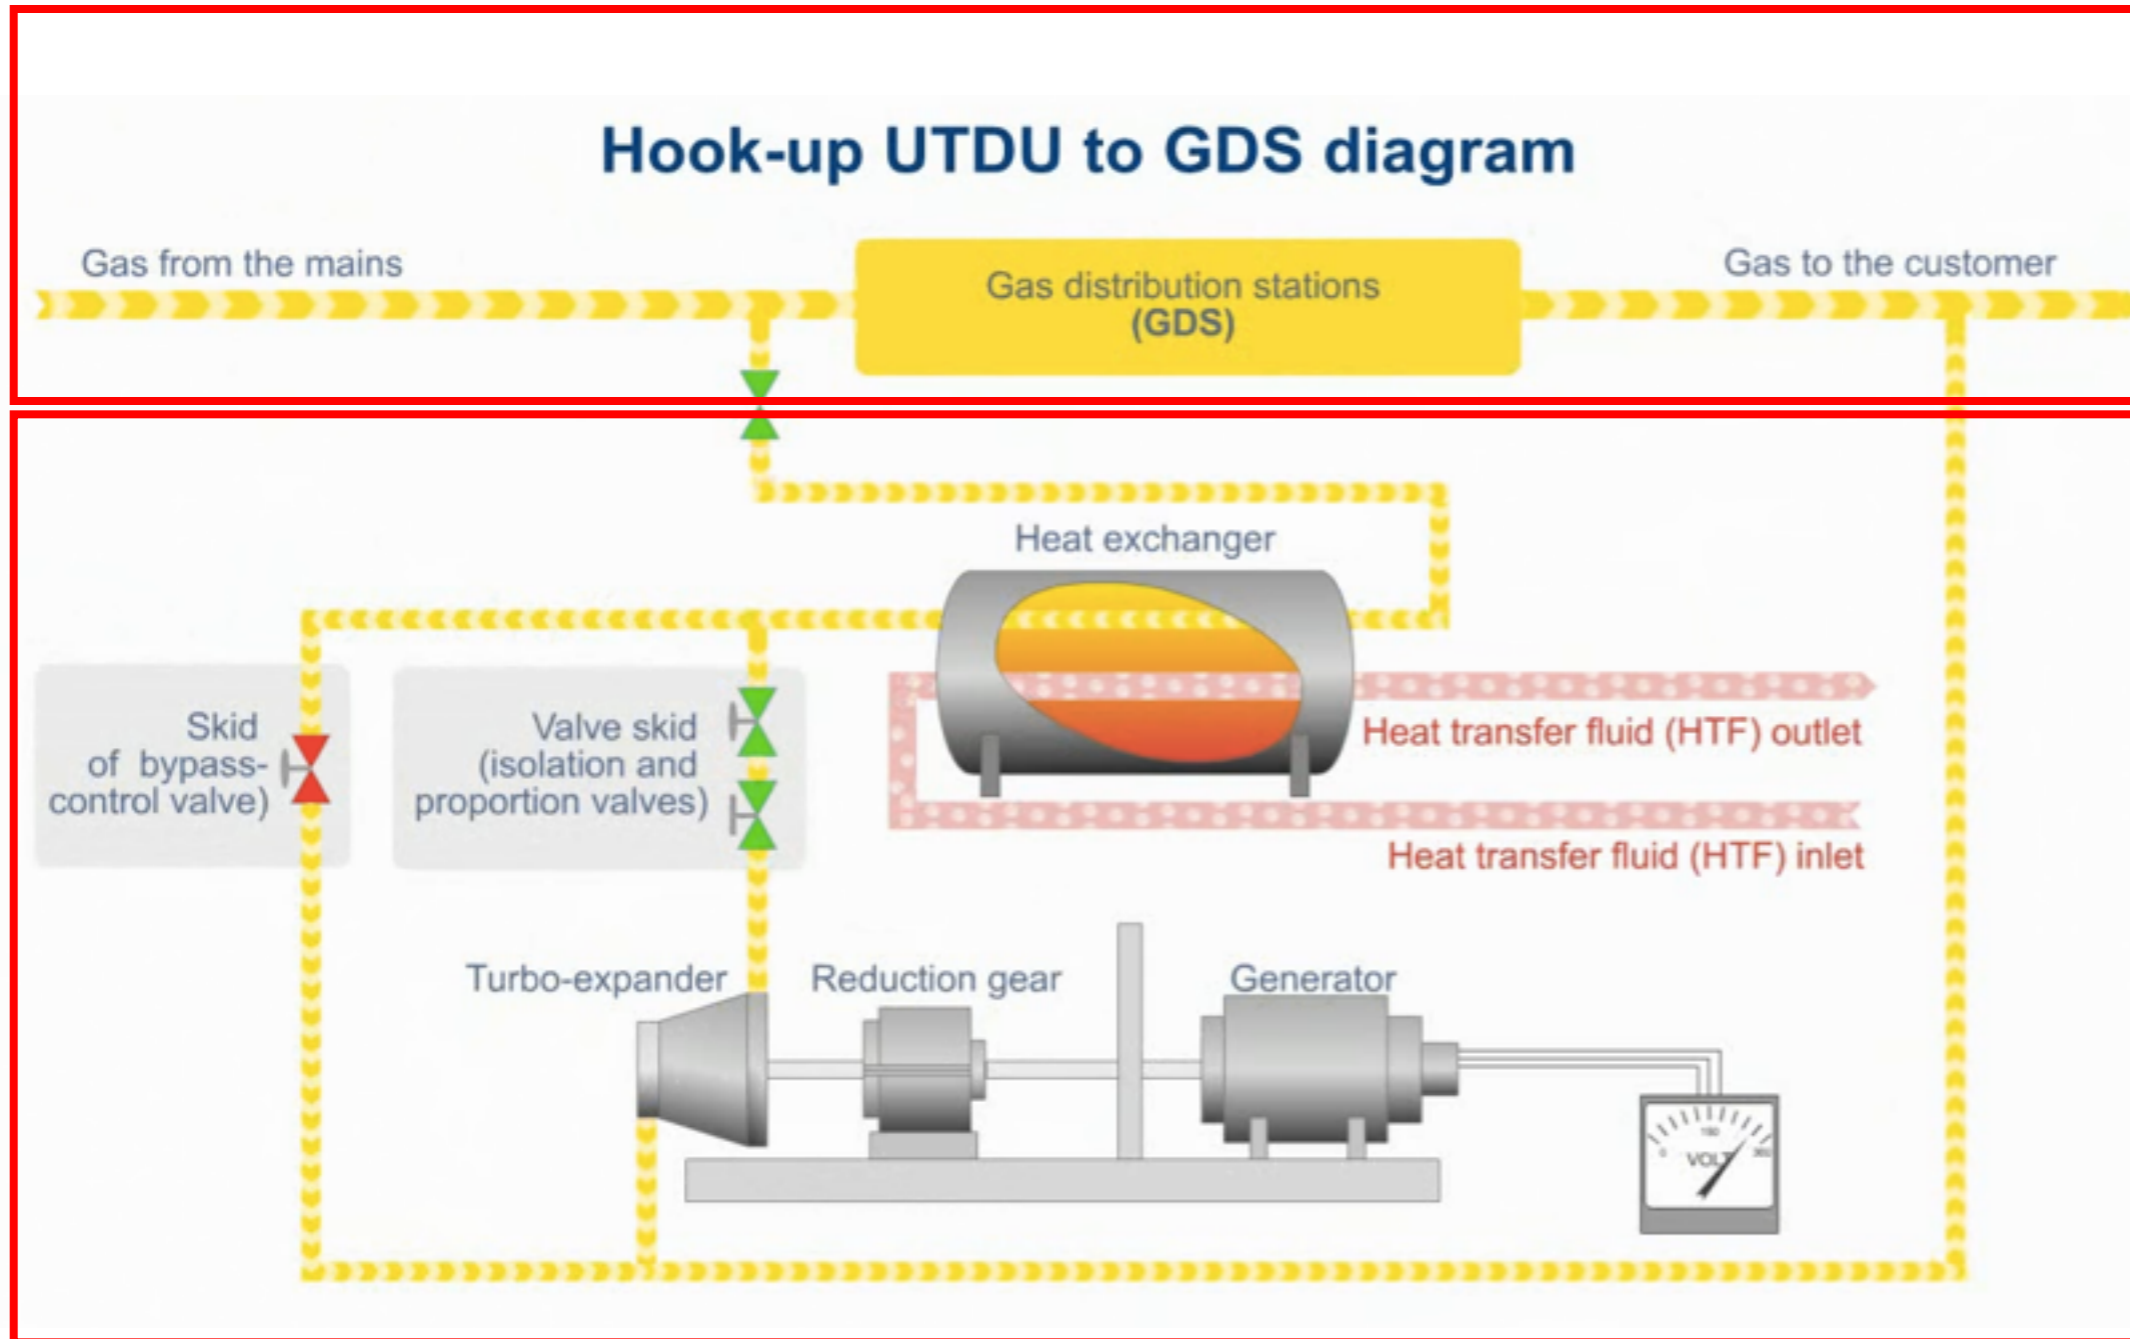 Hook-up UTDU to GDS diagram
Gas from the mains
Gas distribution stations
(GDS)
Gas to the customer
Heat exchanger
Skid
of bypass-
control valve)
Valve skid
(isolation and
proportion valves)
Heat transfer fluid (HTF) outlet
Heat transfer fluid (HTF) inlet
Turbo-expander
Reduction gear
Generator
0
VOLT